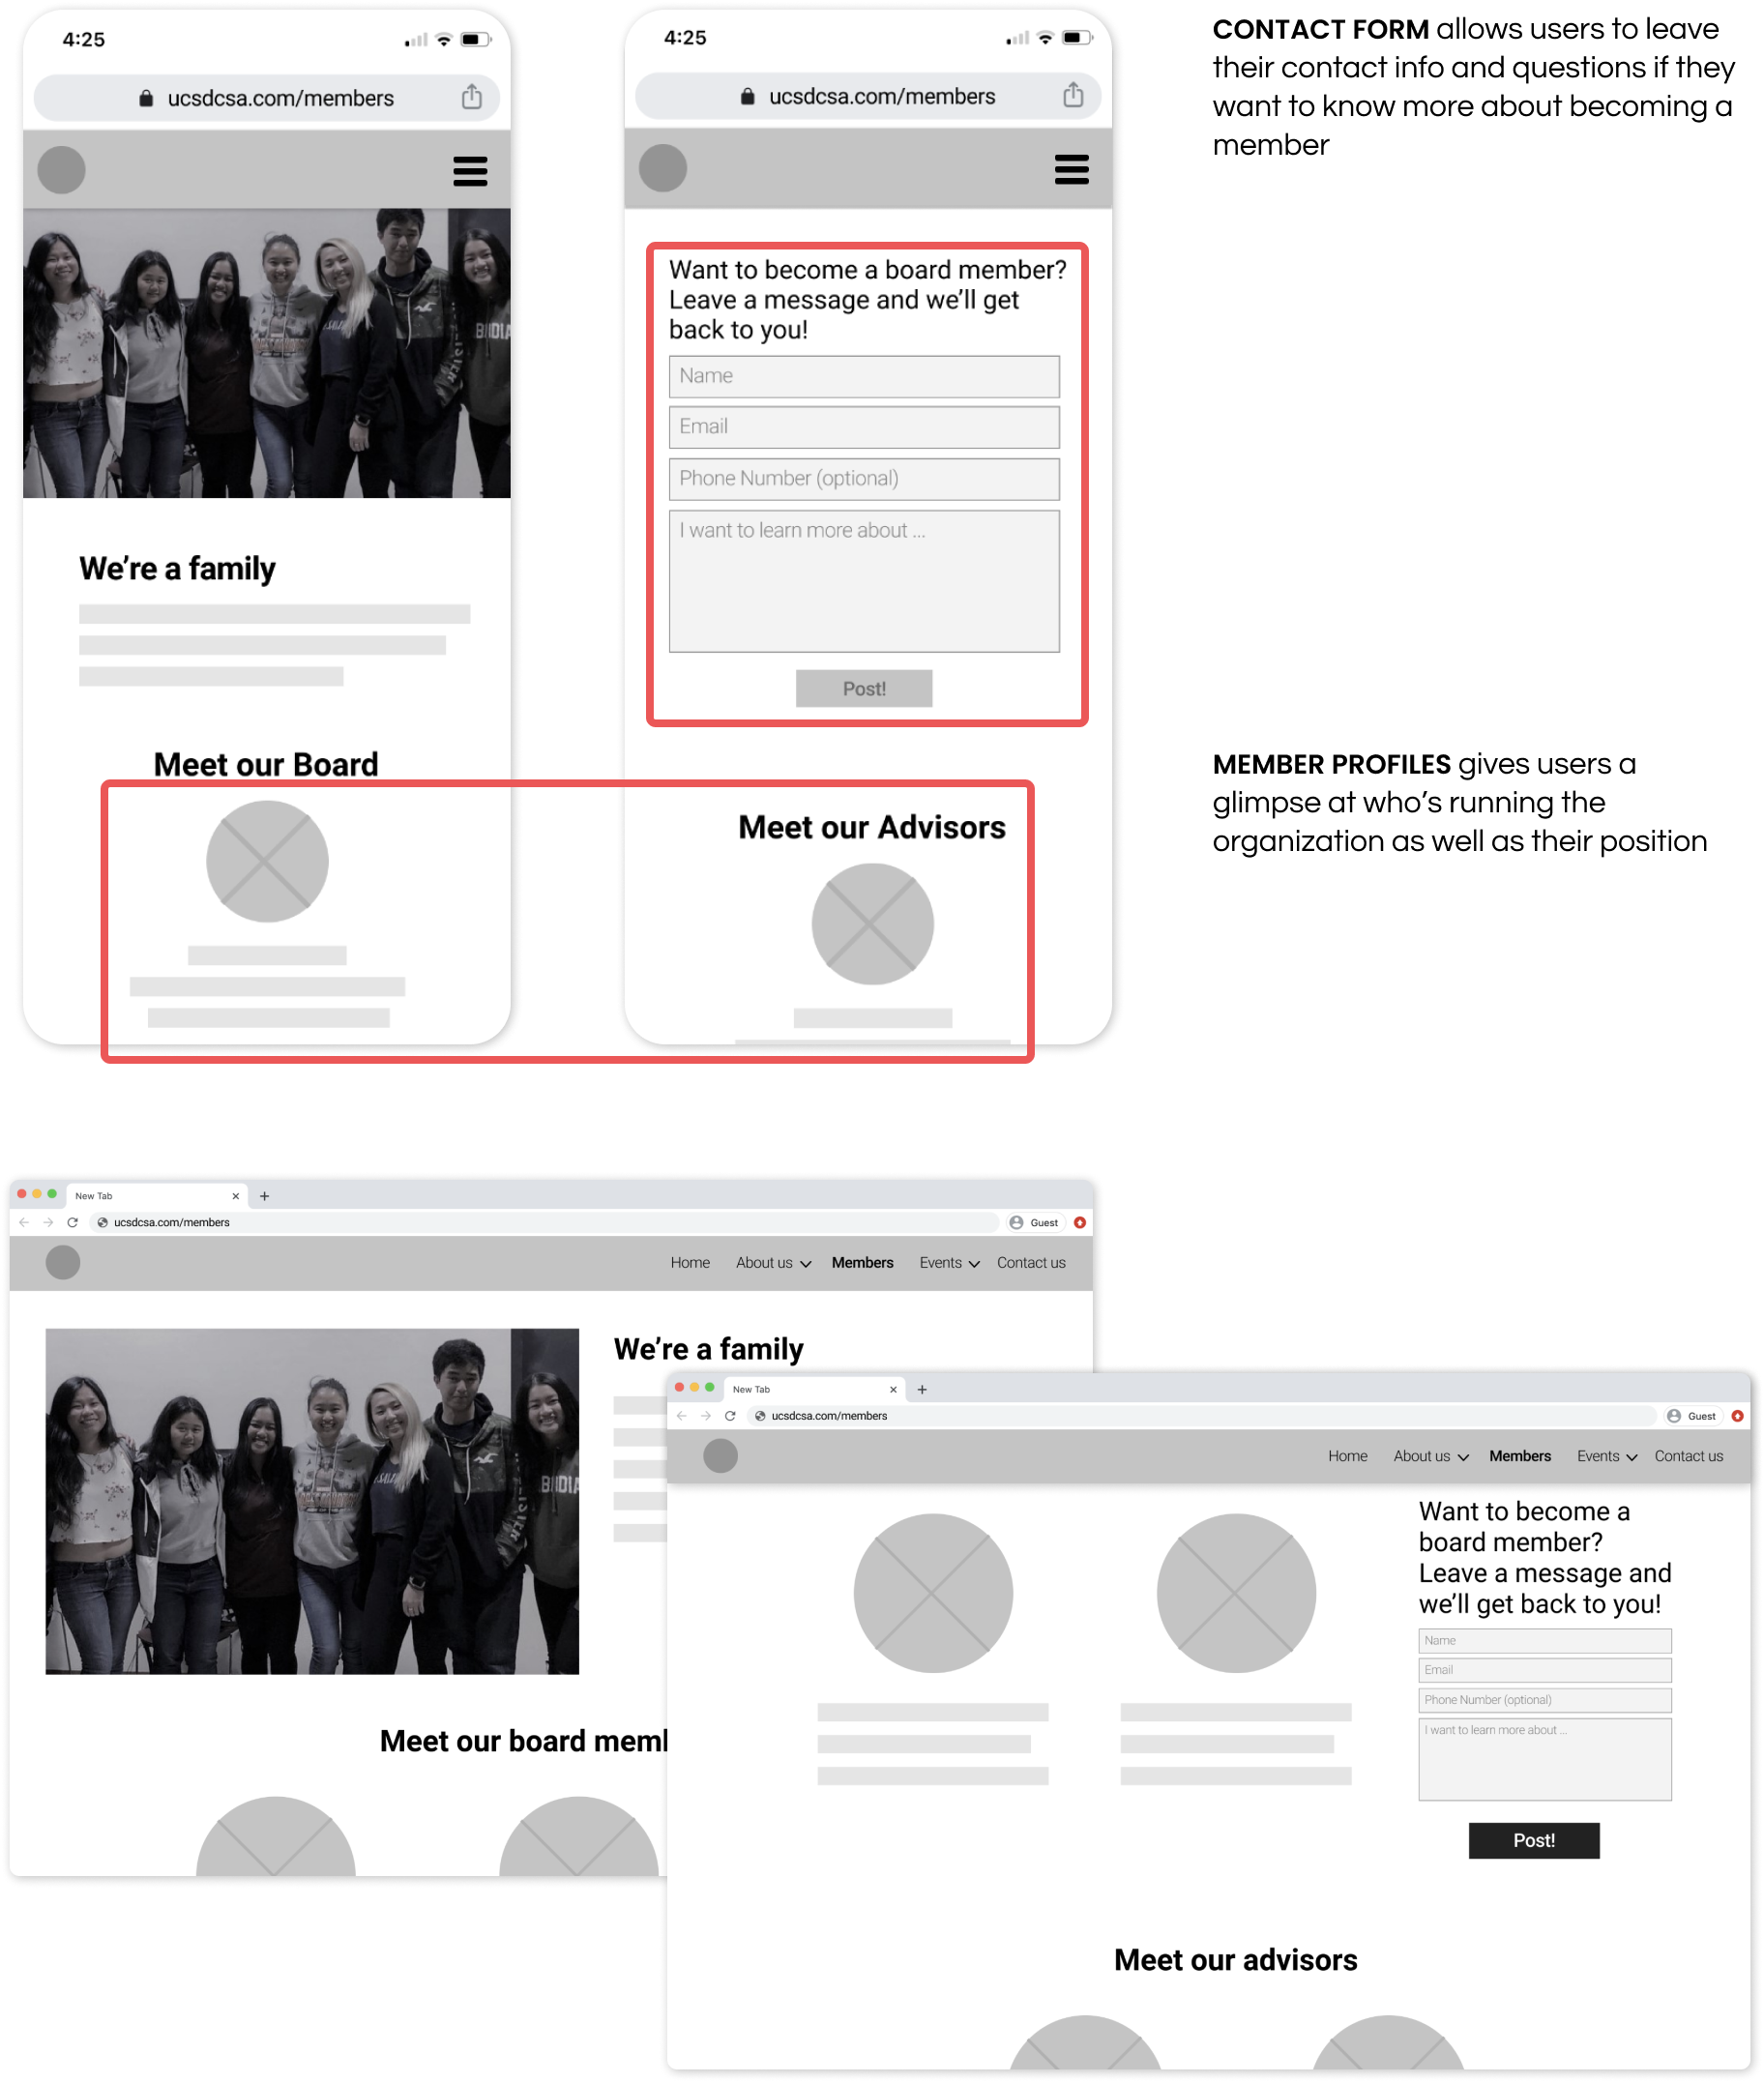 4:25
ucsdcsa.com/members
We're a family
Meet our Board
4:25
ucsdcsa.com/members
Want to become a board member?
Leave a message and we'll get
back to you!
Name
Email
Phone Number (optional)
I want to learn more about ...
Post!
Meet our Advisors
CONTACT FORM allows users to leave
their contact info and questions if they
want to know more about becoming a
member
MEMBER PROFILES gives users a
glimpse at who's running the
organization as well as their position
New Tab
ucsdcsa.com/members
Guest
Home About us Members Events Contact us
We're a family
Meet our board
New Tab
ucsdcsa.com/members
Guest
Home About us Members Events Contact us
Want to become a
board member?
Leave a message and
we'll get back to you!
Name
Email
Phone Number (optional)
I want to learn more about ...
Post!
Meet our advisors